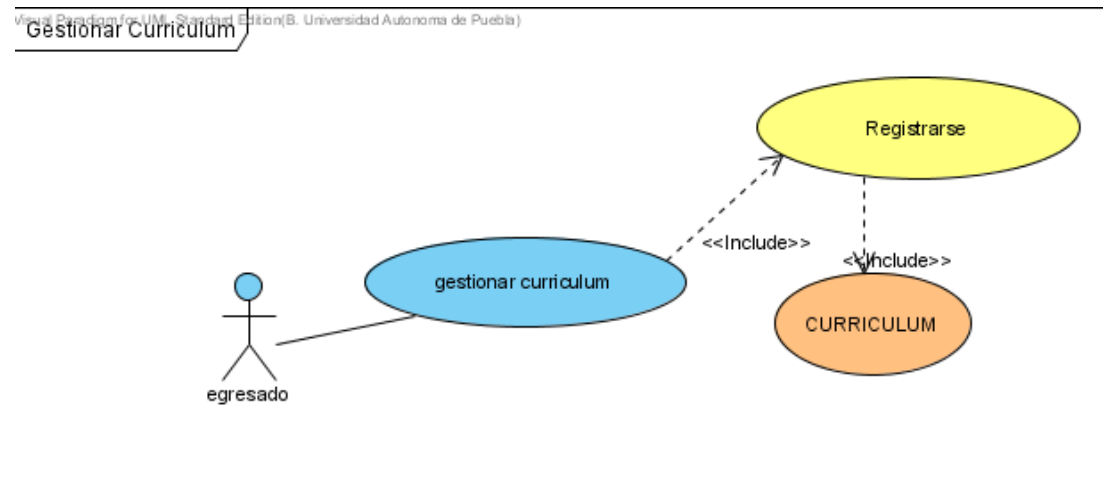 Visual Paradigm for UML Standard Edition(B. Universidad Autonoma de Puebla)
Gestionar Curriculum
Registrarse
<<Include>>
<<Include>>
gestionar curriculum
CURRICULUM
egresado